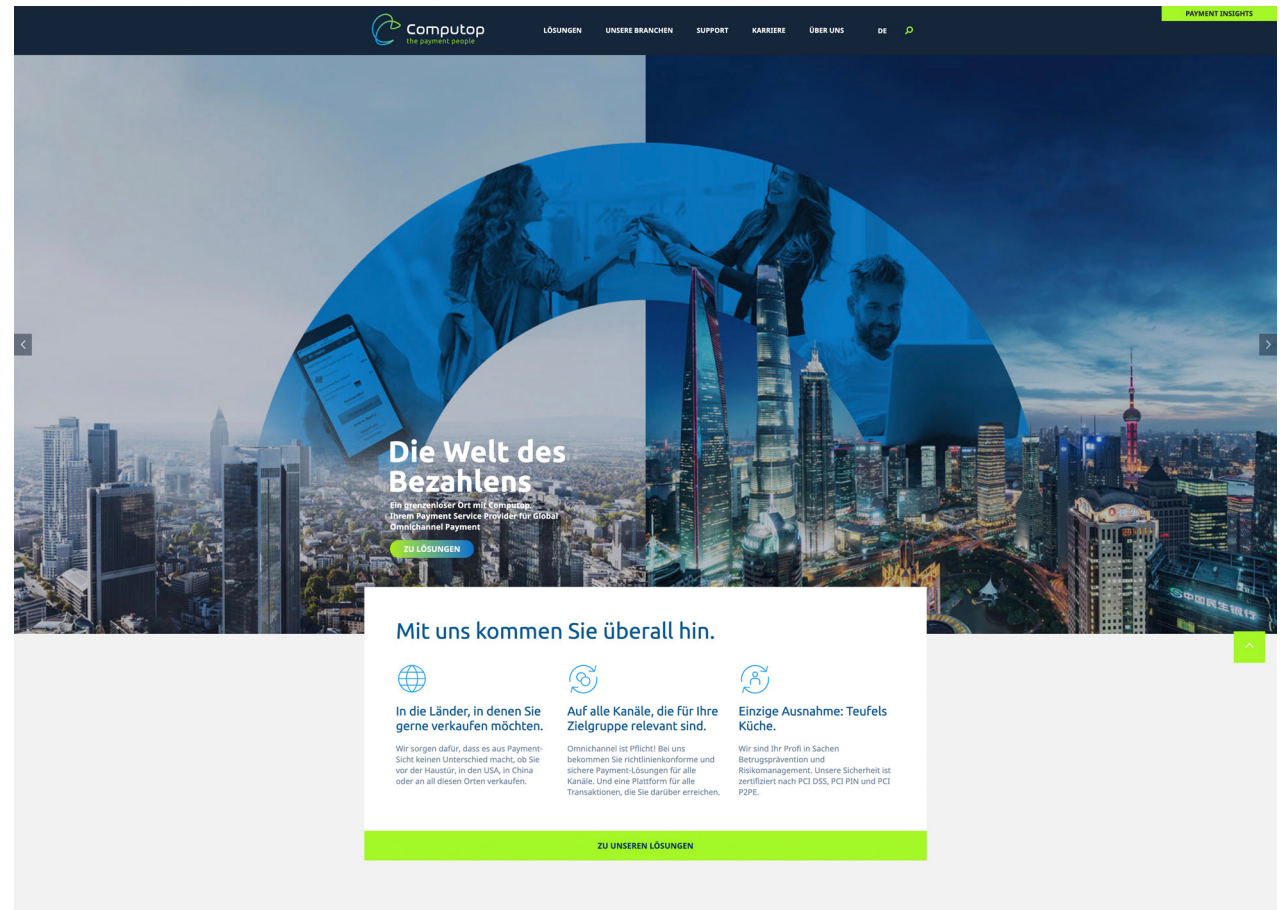 PAYMENT INSIGHTS
Computop
the payment people
LÖSUNGEN UNSERE BRANCHEN SUPPORT KARRIERE ÜBER UNS DE
Die Welt des
Bezahlens
Ein grenzenloser Ort mit Computop,
Ihrem Payment Service Provider für Global
Omnichannel Payment
ZU LÖSUNGEN
中国民生银行
Mit uns kommen Sie überall hin.
In die Länder, in denen Sie
gerne verkaufen möchten.
Wir sorgen dafür, dass es aus Payment-
Sicht keinen Unterschied macht, ob Sie
vor der Haustür, in den USA, in China
oder an all diesen Orten verkaufen.
Auf alle Kanäle, die für Ihre
Zielgruppe relevant sind.
Omnichannel ist Pflicht! Bei uns
bekommen Sie richtlinienkonforme und
sichere Payment-Lösungen für alle
Kanäle. Und eine Plattform für alle
Transaktionen, die Sie darüber erreichen.
Einzige Ausnahme: Teufels
Küche.
Wir sind Ihr Profi in Sachen
Betrugsprävention und
Risikomanagement. Unsere Sicherheit ist
zertifiziert nach PCI DSS, PCI PIN und PCI
P2PE.
ZU UNSEREN LÖSUNGEN